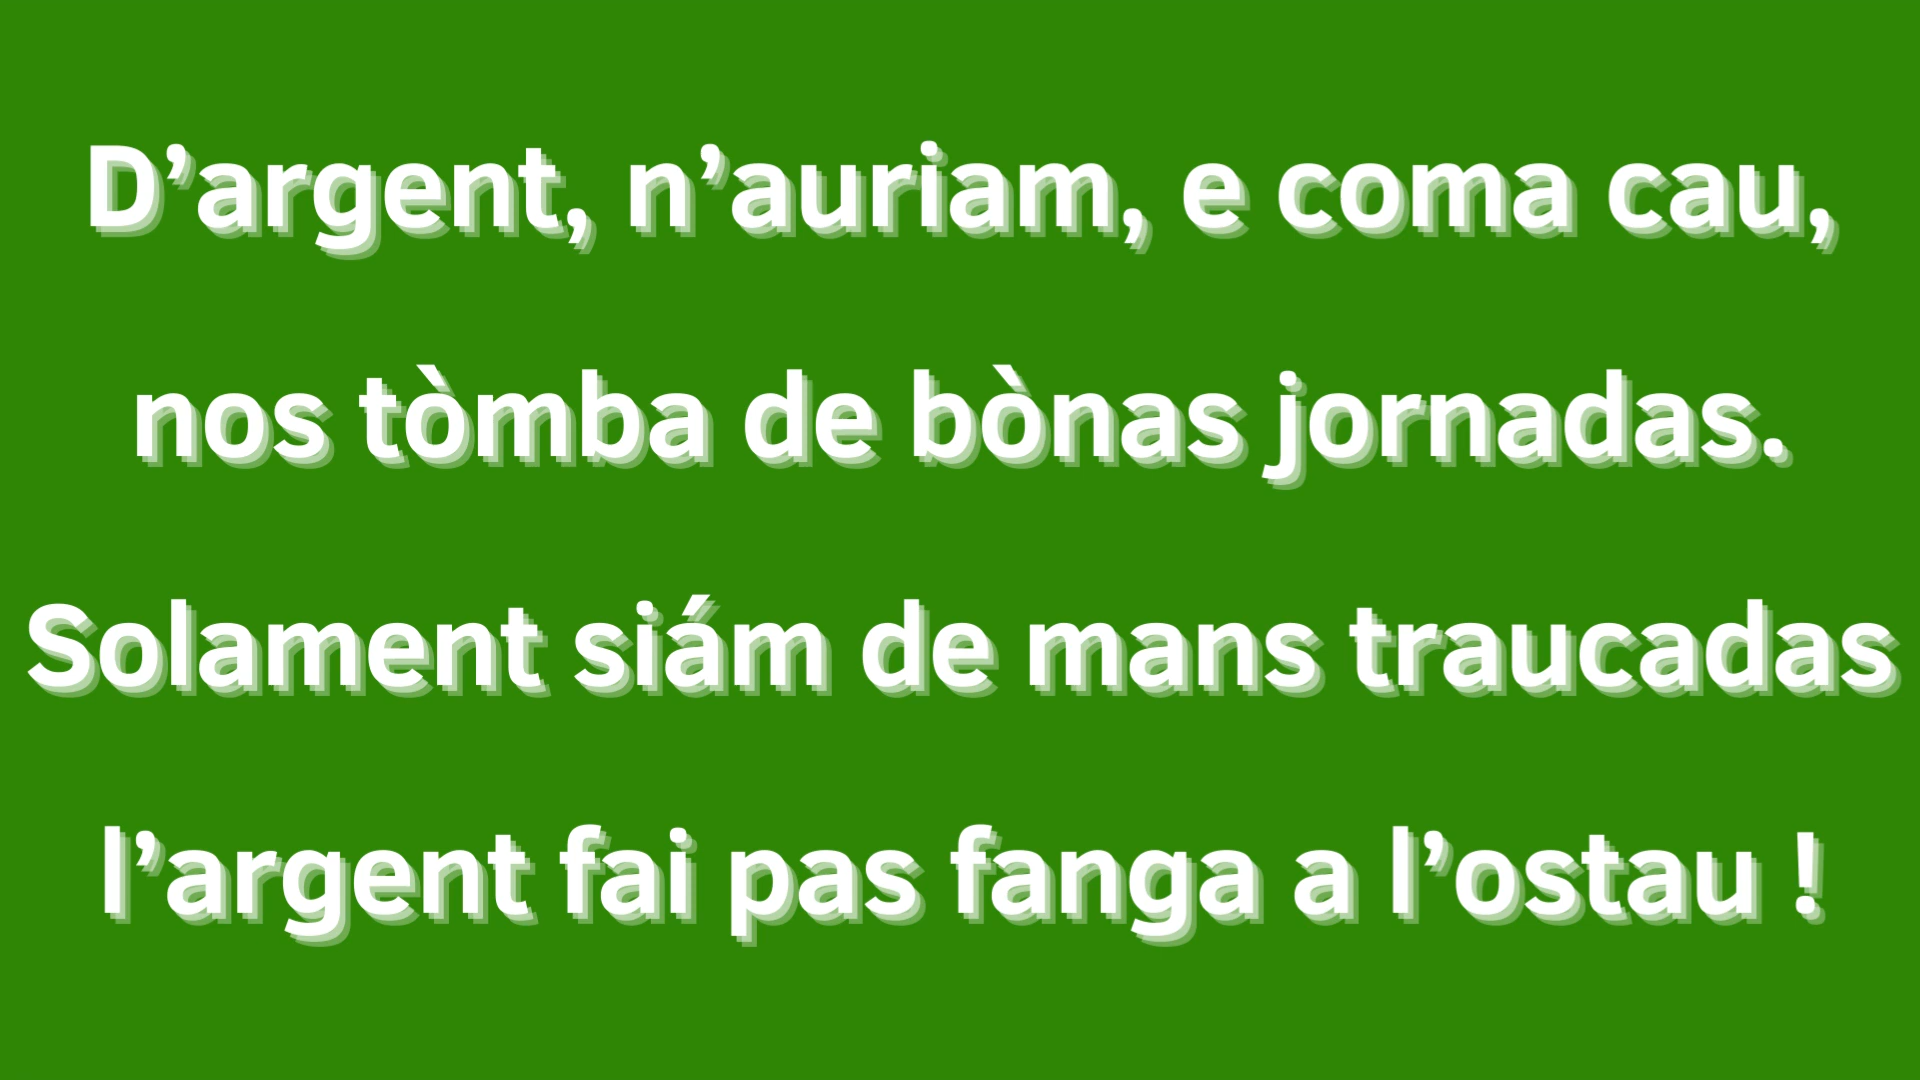 D’argent, n’auriam, e coma cau,
nos tòmba de bònas jornadas.
Solament siám de mans traucadas
l’argent fai pas fanga a l’ostau !